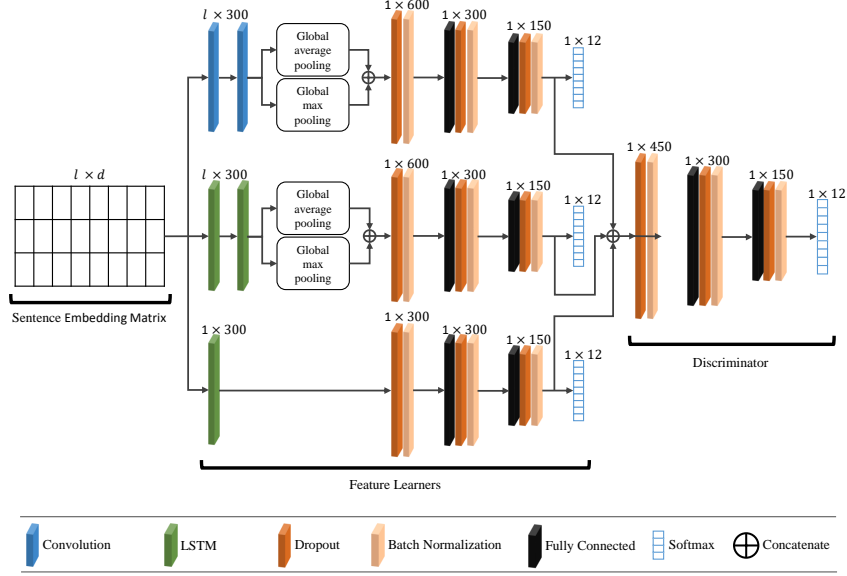 l × 300
Global
average
pooling
Global
max
pooling
1 × 600
1 × 300
1 × 150
1 × 12
l × d
Sentence Embedding Matrix
l × 300
Global
average
pooling
Global
max
pooling
1 × 600
1 × 300
1 × 150
1 × 12
1 × 300
1 × 300
1 × 300
1 × 150
1 × 12
Feature Learners
1 × 450
1 × 300
1 × 150
1 × 12
Discriminator
Convolution
LSTM
Dropout
Batch Normalization
Fully Connected
Softmax
Concatenate